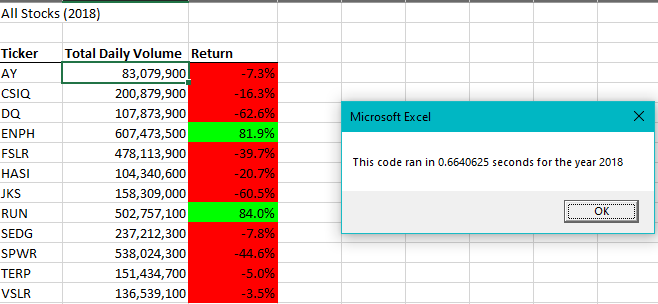 All Stocks (2018)
Ticker Total Daily Volume Return
AY 83,079,900 -7.3%
CSIQ 200,879,900 -16.3%
DQ 107,873,900 -62.6%
ENPH 607,473,500 81.9%
FSLR 478,113,900 -39.7%
HASI 104,340,600 -20.7%
JKS 158,309,000 -60.5%
RUN 502,757,100 84.0%
SEDG 237,212,300 -7.8%
SPWR 538,024,300 -44.6%
TERP 151,434,700 -5.0%
VSLR 136,539,100 -3.5%
Microsoft Excel
This code ran in 0.6640625 seconds for the year 2018
OK